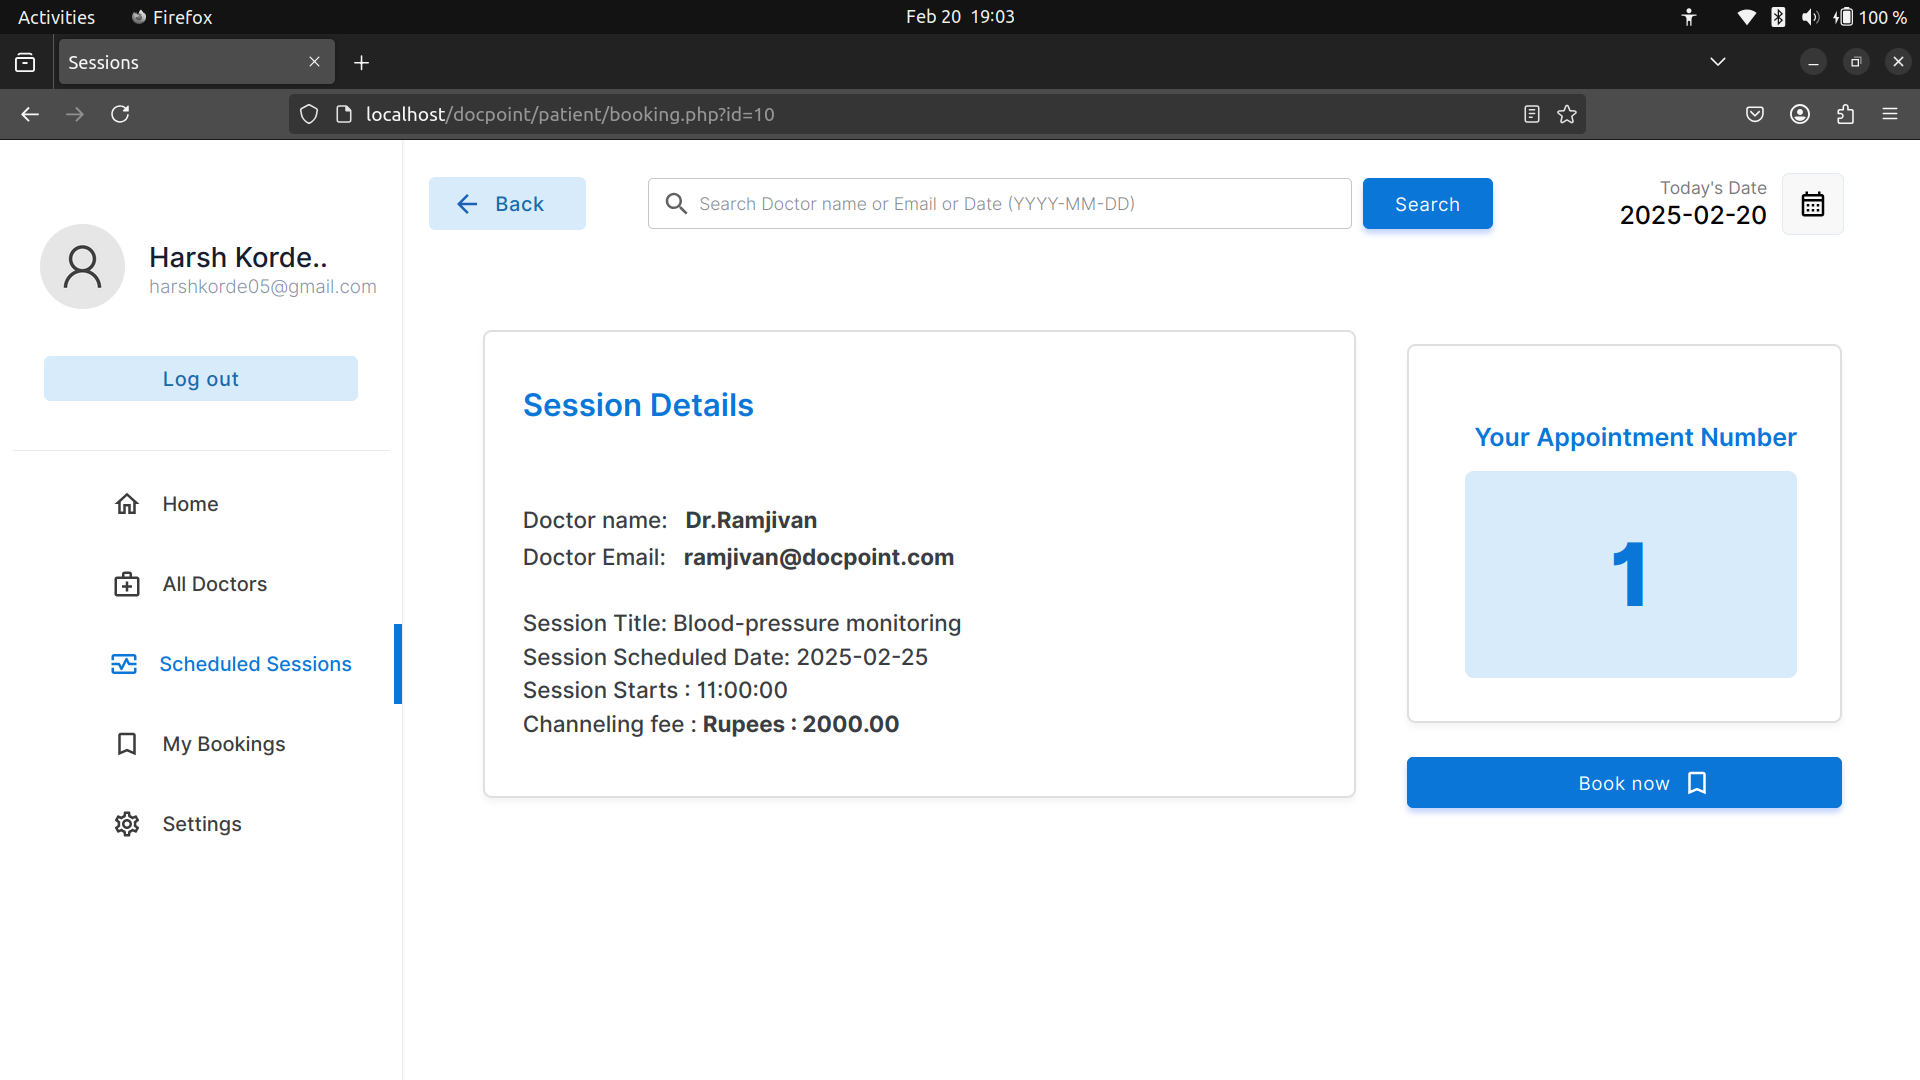 Activities Firefox Feb 20 19:03 100 %
Sessions
localhost/docpoint/patient/booking.php?id=10
Back
Search Doctor name or Email or Date (YYYY-MM-DD)
Search
Today's Date
2025-02-20
Harsh Korde..
harshkorde05@gmail.com
Log out
Home
All Doctors
Scheduled Sessions
My Bookings
Settings
Session Details
Doctor name: Dr.Ramjivan
Doctor Email: ramjivan@docpoint.com
Session Title: Blood-pressure monitoring
Session Scheduled Date: 2025-02-25
Session Starts : 11:00:00
Channeling fee : Rupees : 2000.00
Your Appointment Number
1
Book now